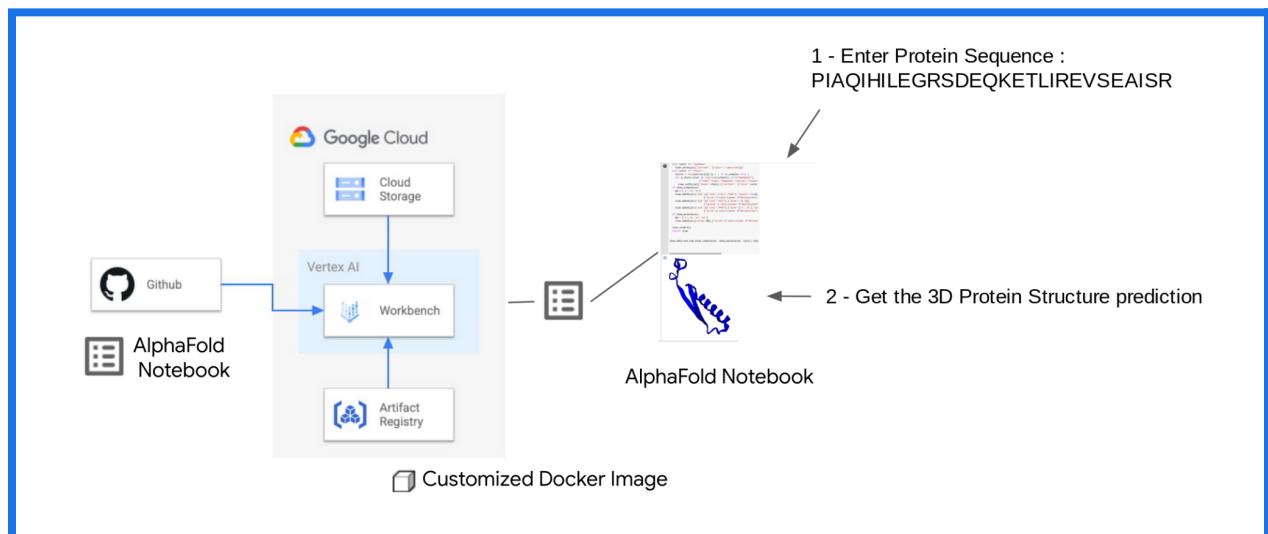 1 - Enter Protein Sequence :
PIAQIHILEGRSDEQKETLIREVSEAISR
Google Cloud
Cloud
Storage
Vertex AI
Github
Workbench
AlphaFold
Notebook
2 - Get the 3D Protein Structure prediction
AlphaFold Notebook
Artifact
Registry
Customized Docker Image